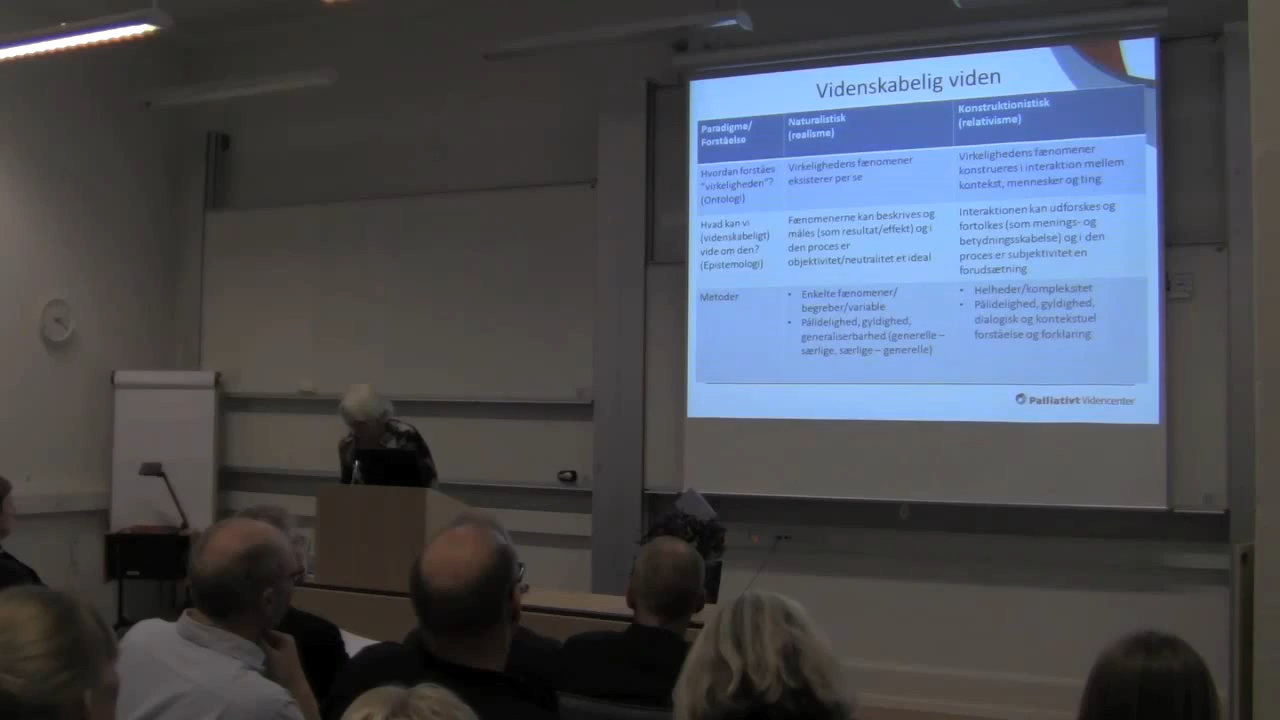 Videnskabelig viden
Paradigme/
Forståelse
Naturalistisk
(realisme)
Konstruktionistisk
(relativisme)
Hvordan forståes
"virkeligheden"?
(Ontologi)
Virkelighedens fænomener
eksisterer per se
Virkelighedens fænomener
konstrueres i interaktion mellem
kontekst, mennesker og ting.
Hvad kan vi
(videnskabeligt)
vide om den?
(Epistemologi)
Fænomenerne kan beskrives og
måles (som resultat/effekt) og i
den proces er
objektivitet/neutralitet et ideal
Interaktionen kan udforskes og
fortolkes (som menings- og
betydningsskabelse) og i den
proces er subjektivitet en
forudsætning
Metoder
• Enkelte fænomener/
begreber/variable
• Pålidelighed, gyldighed,
generaliserbarhed (generelle –
særlige, særlige – generelle)
• Helheder/kompleksitet
• Pålidelighed, gyldighed,
dialogisk og kontekstuel
forståelse og forklaring
Palliativt Videncenter